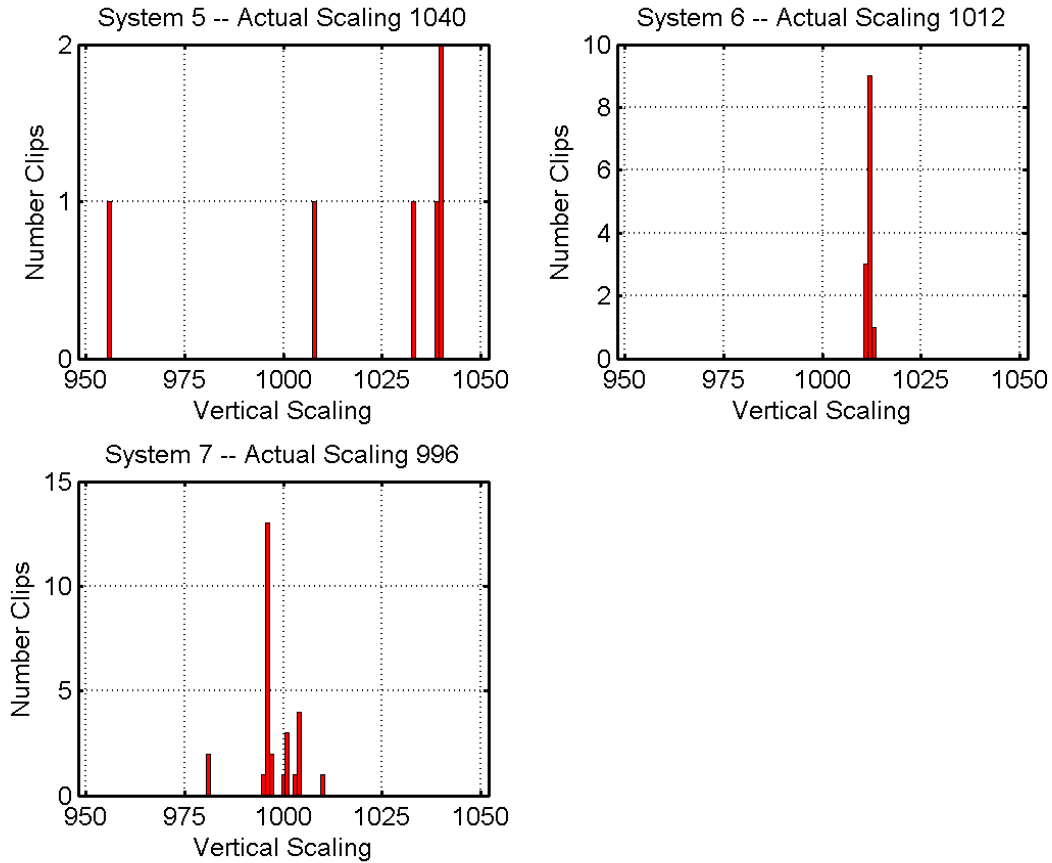 System 5 -- Actual Scaling 1040
Number Clips
2
1
0
950 975 1000 1025 1050
Vertical Scaling
System 6 -- Actual Scaling 1012
Number Clips
10
8
6
4
2
0
950 975 1000 1025 1050
Vertical Scaling
System 7 -- Actual Scaling 996
Number Clips
15
10
5
0
950 975 1000 1025 1050
Vertical Scaling